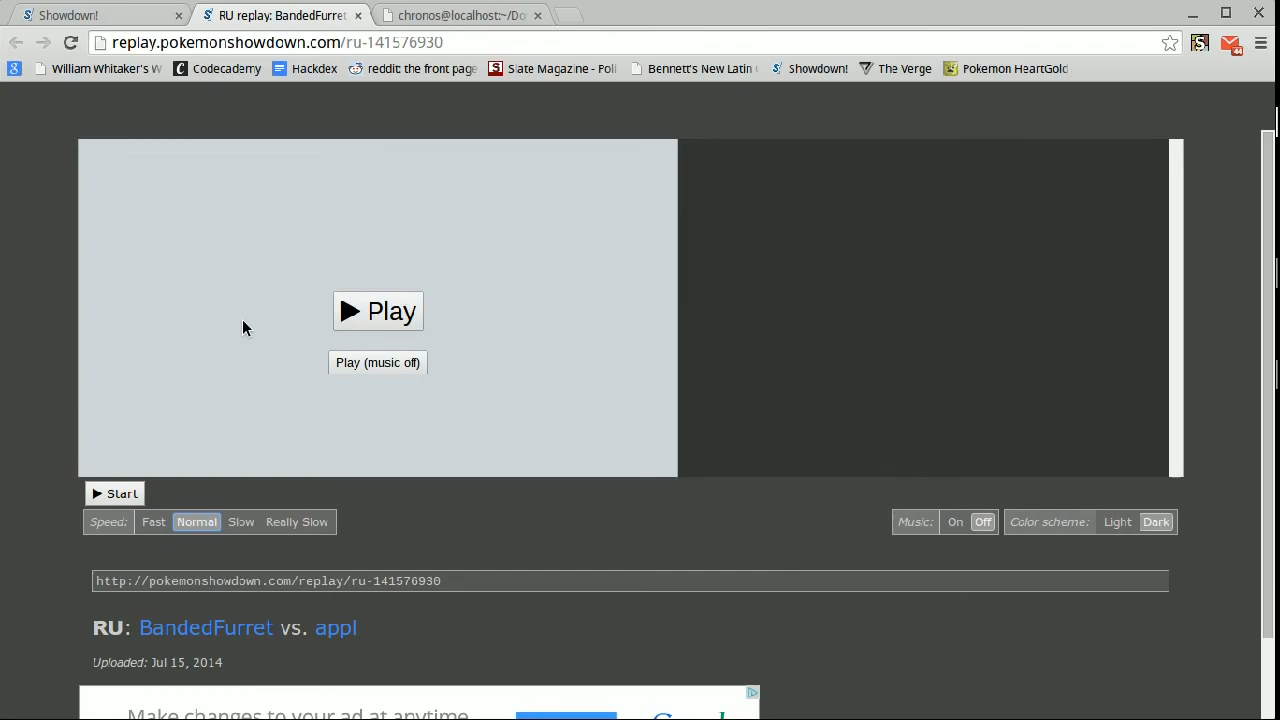 Showdown!
RU replay: BandedFurret
chronos@localhost:~/Do
replay.pokemonshowdown.com/ru-141576930
44
William Whitaker's W
Codecademy
Hackdex
reddit: the front page
Slate Magazine - Poli
Bennett's New Latin
Showdown!
The Verge
Pokemon HeartGold
Play
Play (music off)
Start
Speed: Fast Normal Slow Really Slow
Music: On Off
Color scheme: Light Dark
http://pokemonshowdown.com/replay/ru-141576930
RU: BandedFurret vs. appl
Uploaded: Jul 15, 2014
Make changes to your ad at anytime